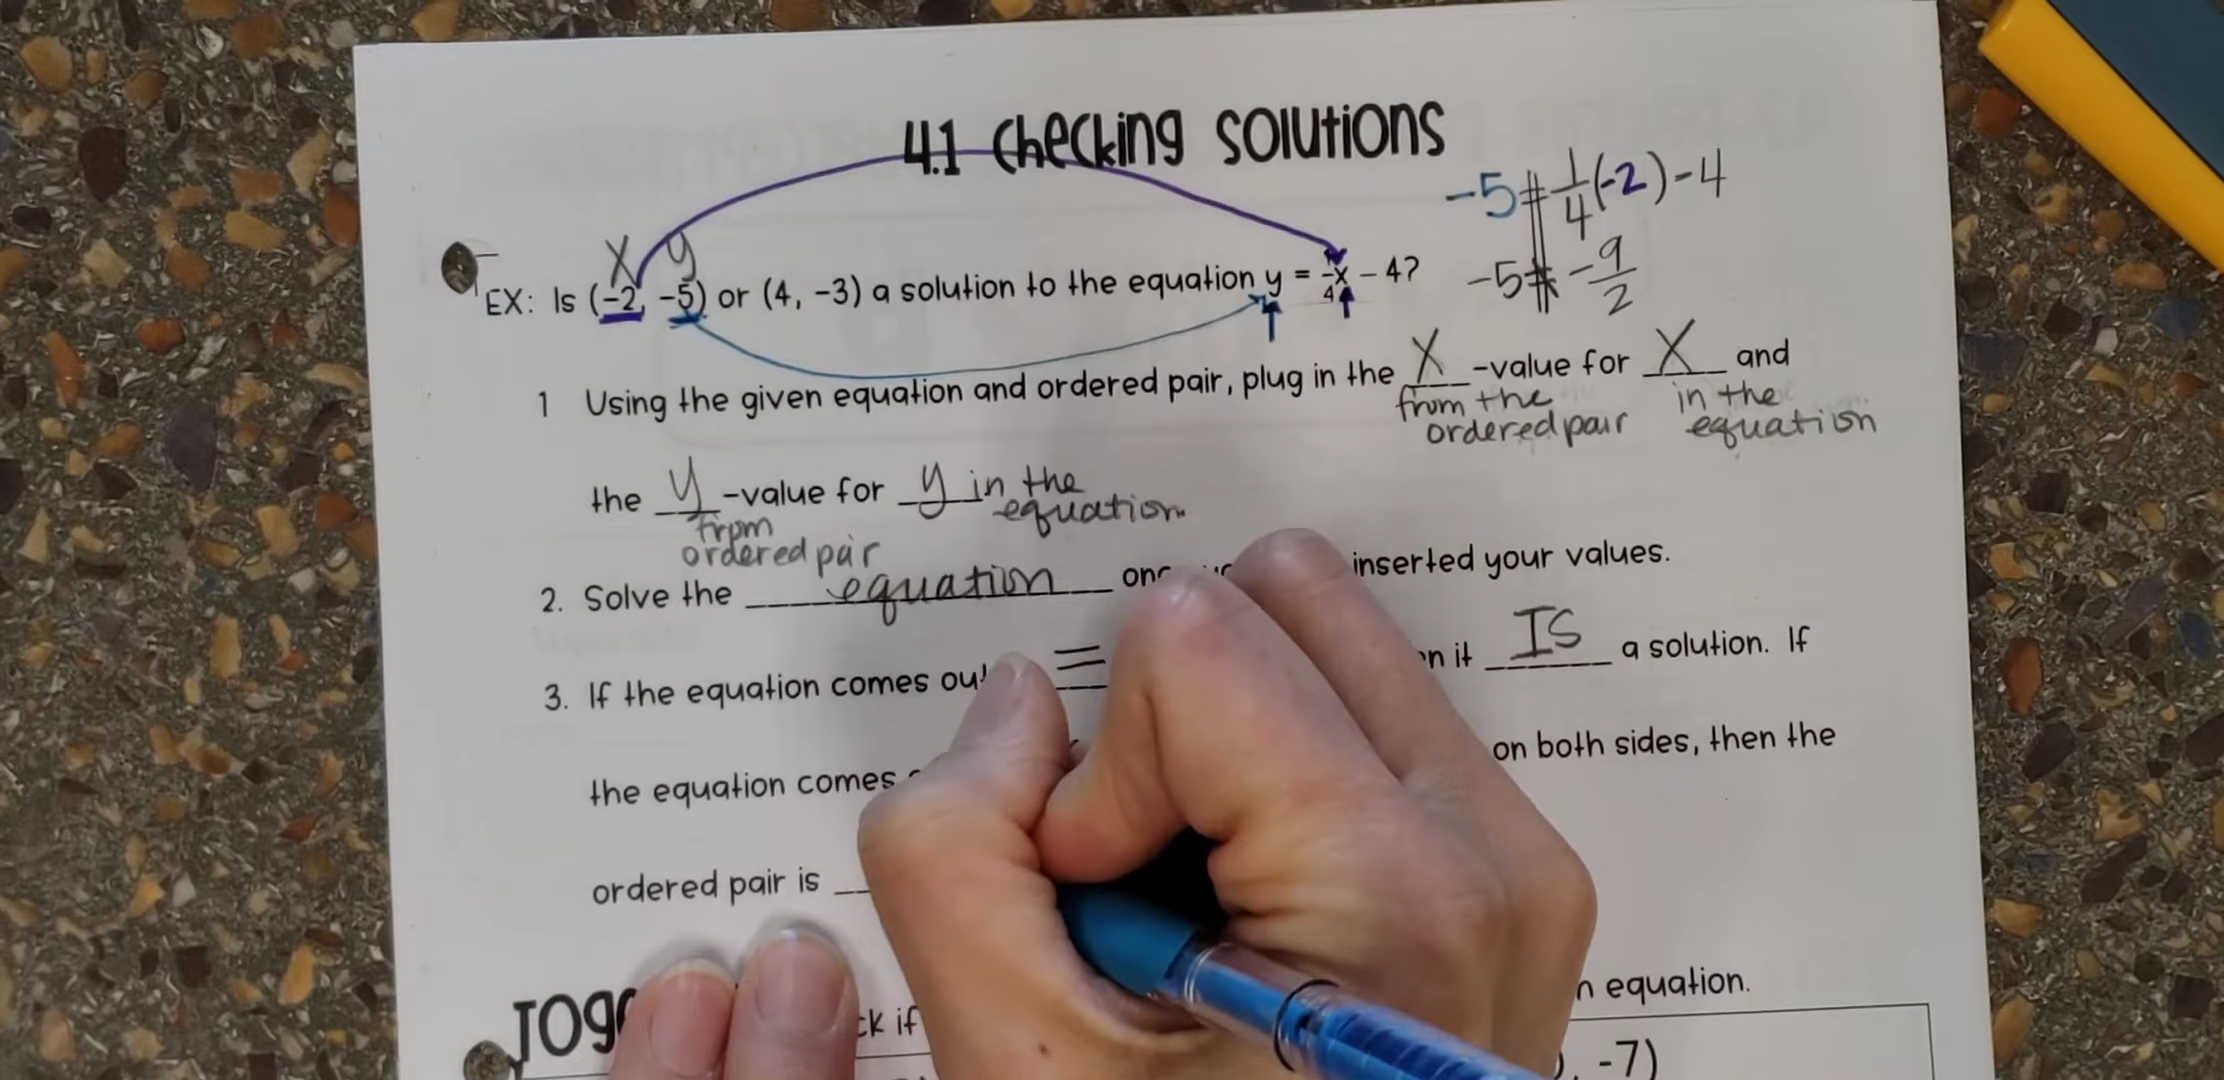 4.1 Checking Solutions
-5 ≠ 1/4(-2)-4
-5 ≠ -9/2
x y
EX: Is (-2, -5) or (4, -3) a solution to the equation y = 1/4x - 4?
1 Using the given equation and ordered pair, plug in the X -value for X and
from the in the
ordered pair equation
the y -value for y in the
from equation.
ordered pair
2. Solve the equation inserted your values.
3. If the equation comes = it IS a solution. If
the equation comes on both sides, then the
ordered pair is
if equation.
-7)